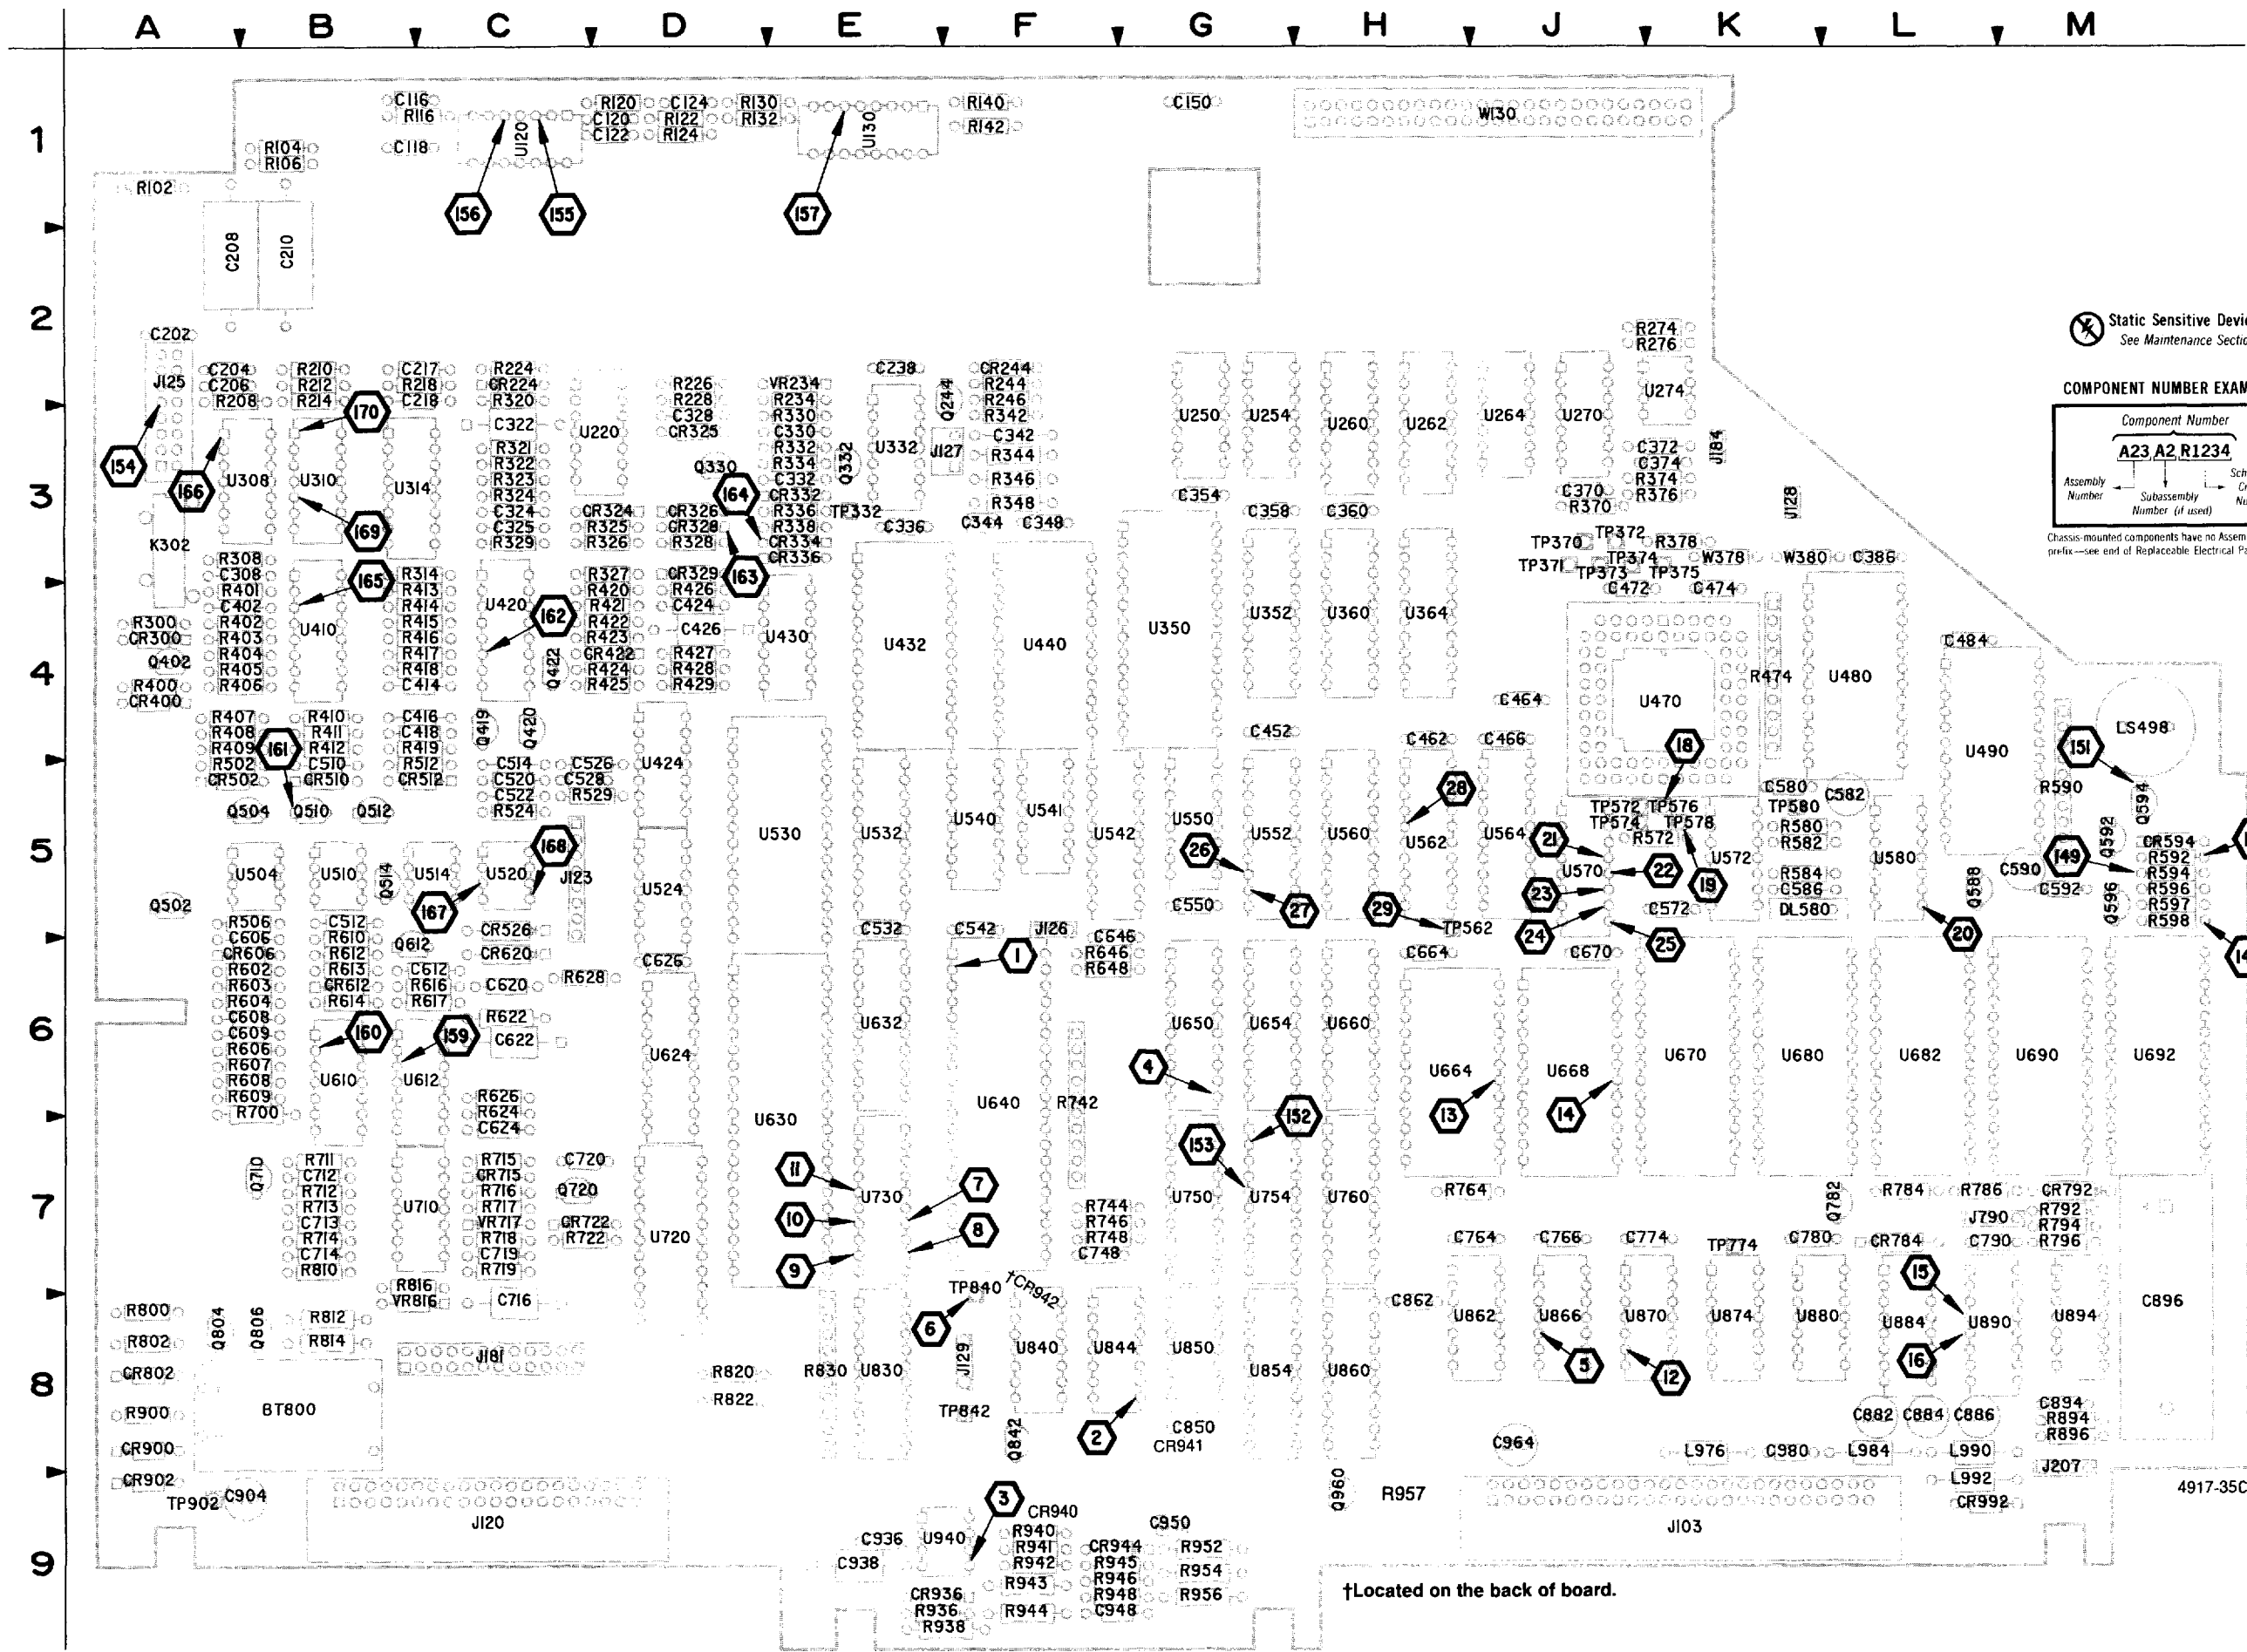 A B C D E F G H J K L M
1
C116 R120 C124 R130 R140 C150
R116 C120 R122 R132 U130 W130
C122 R124 R142
U120
R104 C118
R106
R102
156 155 157
C208 C210
2
C202 R274
R276
Static Sensitive Devi
See Maintenance Sectio
J125 C204 R210 C217 R224 C238 CR244
C206 R212 R218 CR224 R226 VR234 R244 U274
R208 R214 C218 R320 R228 R234 Q244 R246
170 C328 R330 R342 U250 U254 U260 U262 U264 U270
COMPONENT NUMBER EXAM
Component Number
A23 A2 R1234
Assembly
Number
Subassembly
Number (if used)
Sch
Ci
Nu
Chassis-mounted components have no Assem
prefix—see end of Replaceable Electrical Pa
C322 U220 CR325 C330 U332 J127 C342
154 R321 R332 Q332 R344 C372 J184
166 U308 U310 U314 R322 Q330 R334 C374
3
R323 164 C332 R346 R374
R324 CR332 C354 C370 R376 J128
C324 CR324 CR326 R336 TP332 R348 C358 C360 R370
169 C325 R325 CR328 R338 C336 C344 C348
K302 R329 R326 R328 CR334 TP370 TP372 R378
R308 CR336 TP371 TP374 W378 W380 C386
C308 165 R314 R327 CR329 163 TP373 TP375
R401 R413 R420 R426 C472 C474
C402 R414 U420 R421 C424 U352 U360 U364
R300 R402 U410 R415 162 R422 C426 U430 U432 U440 U350
CR300 R403 R416 R423 C484
Q402 R404 R417 Q422 CR422 R427
4
R405 R418 R424 R428 R474 U480
R400 R406 C414 R425 R429 U470
CR400 C464
R407 R410 C416 Q419 Q420 LS498
R408 161 R411 C418 C452 C462 C466 18 151
R409 R412 R419 U490
R502 C510 R512 C514 C526 U424
CR502 CR510 CR512 C520 C528 28 C580 R590
C522 R529 TP572 TP576 TP580 C582 Q594
Q504 Q510 Q512 R524 U541 U550 TP574 TP578 R580
5
168 U530 U532 U540 U542 26 U552 U560 U562 U564 21 R572 R582 U580 Q592 CR594
U504 U510 Q514 U514 U520 J123 U524 U570 22 U572 149 R592
23 19 R584 C590 R594
Q502 167 C550 27 29 C572 C586 Q588 C592 Q596 R596
R506 C512 CR526 C532 C542 J126 TP562 24 25 DL580 20 R597
C606 R610 Q612 C646 R598
CR606 R612 CR620 C626 1 R646 C664 C670
R602 R613 C612 R648
R603 CR612 R616 C620 R628
R604 R614 R617
C608 R622
6
C609 160 159 C622 U632 U650 U654 U660
R606 U624 U670 U680 U682 U690 U692
R607 4 U664 U668
R608 U610 U612
R609 R626 U640 R742
R700 R624 U630 152 13 14
C624 153
Q710 R711 R715 C720 11
C712 CR715 7 R764 R784 R786 CR792
R712 R716 Q720 U730 U750 U754 U760 Q782
7
R713 U710 R717 10 R744 R792
C713 VR717 CR722 8 R746 J790 R794
R714 R718 R722 U720 R748 C764 C766 C774 TP774 C780 CR784 C790 R796
C714 C719 9 C748
R810 R719 15
R816 TP840 †CR942
R800 VR816 C716 C862 C896
R812 6 U862 U866 U870 U874 U880 U884 U890 U894
R802 Q804 Q806 R814 J181 J129 U840 U844 U850
8
CR802 R820 R830 U830 U854 U860 5 12 16
R822 TP842
R900 BT800 Q842 2 C850 C882 C884 C886 C894
CR941 C964 R894
CR900 L976 C980 L984 L990 R896
CR902 J207
TP902 C904 3 Q960 R957 L992 4917-35C
CR940 CR992
J120 C936 U940 R940 C950 J103
9
C938 R941 CR944 R952
R942 R945 R954
R943 R946
CR936 R948 R956
R936 R944 C948
R938
†Located on the back of board.